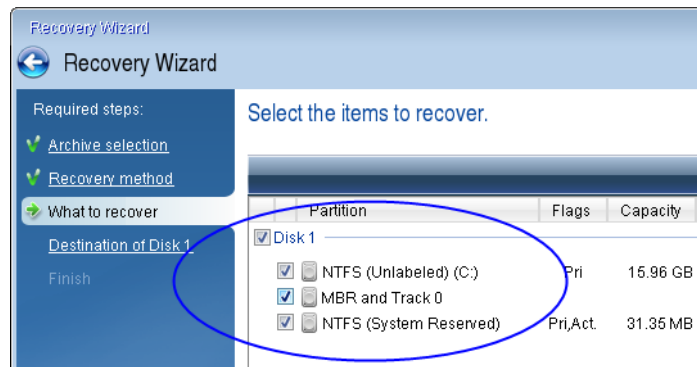 Recovery Wizard
Recovery Wizard
Required steps:
Archive selection
Recovery method
What to recover
Destination of Disk 1
Finish
Select the items to recover.
Partition Flags Capacity
Disk 1
NTFS (Unlabeled) (C:) Pri 15.96 GB
MBR and Track 0
NTFS (System Reserved) Pri,Act. 31.35 MB